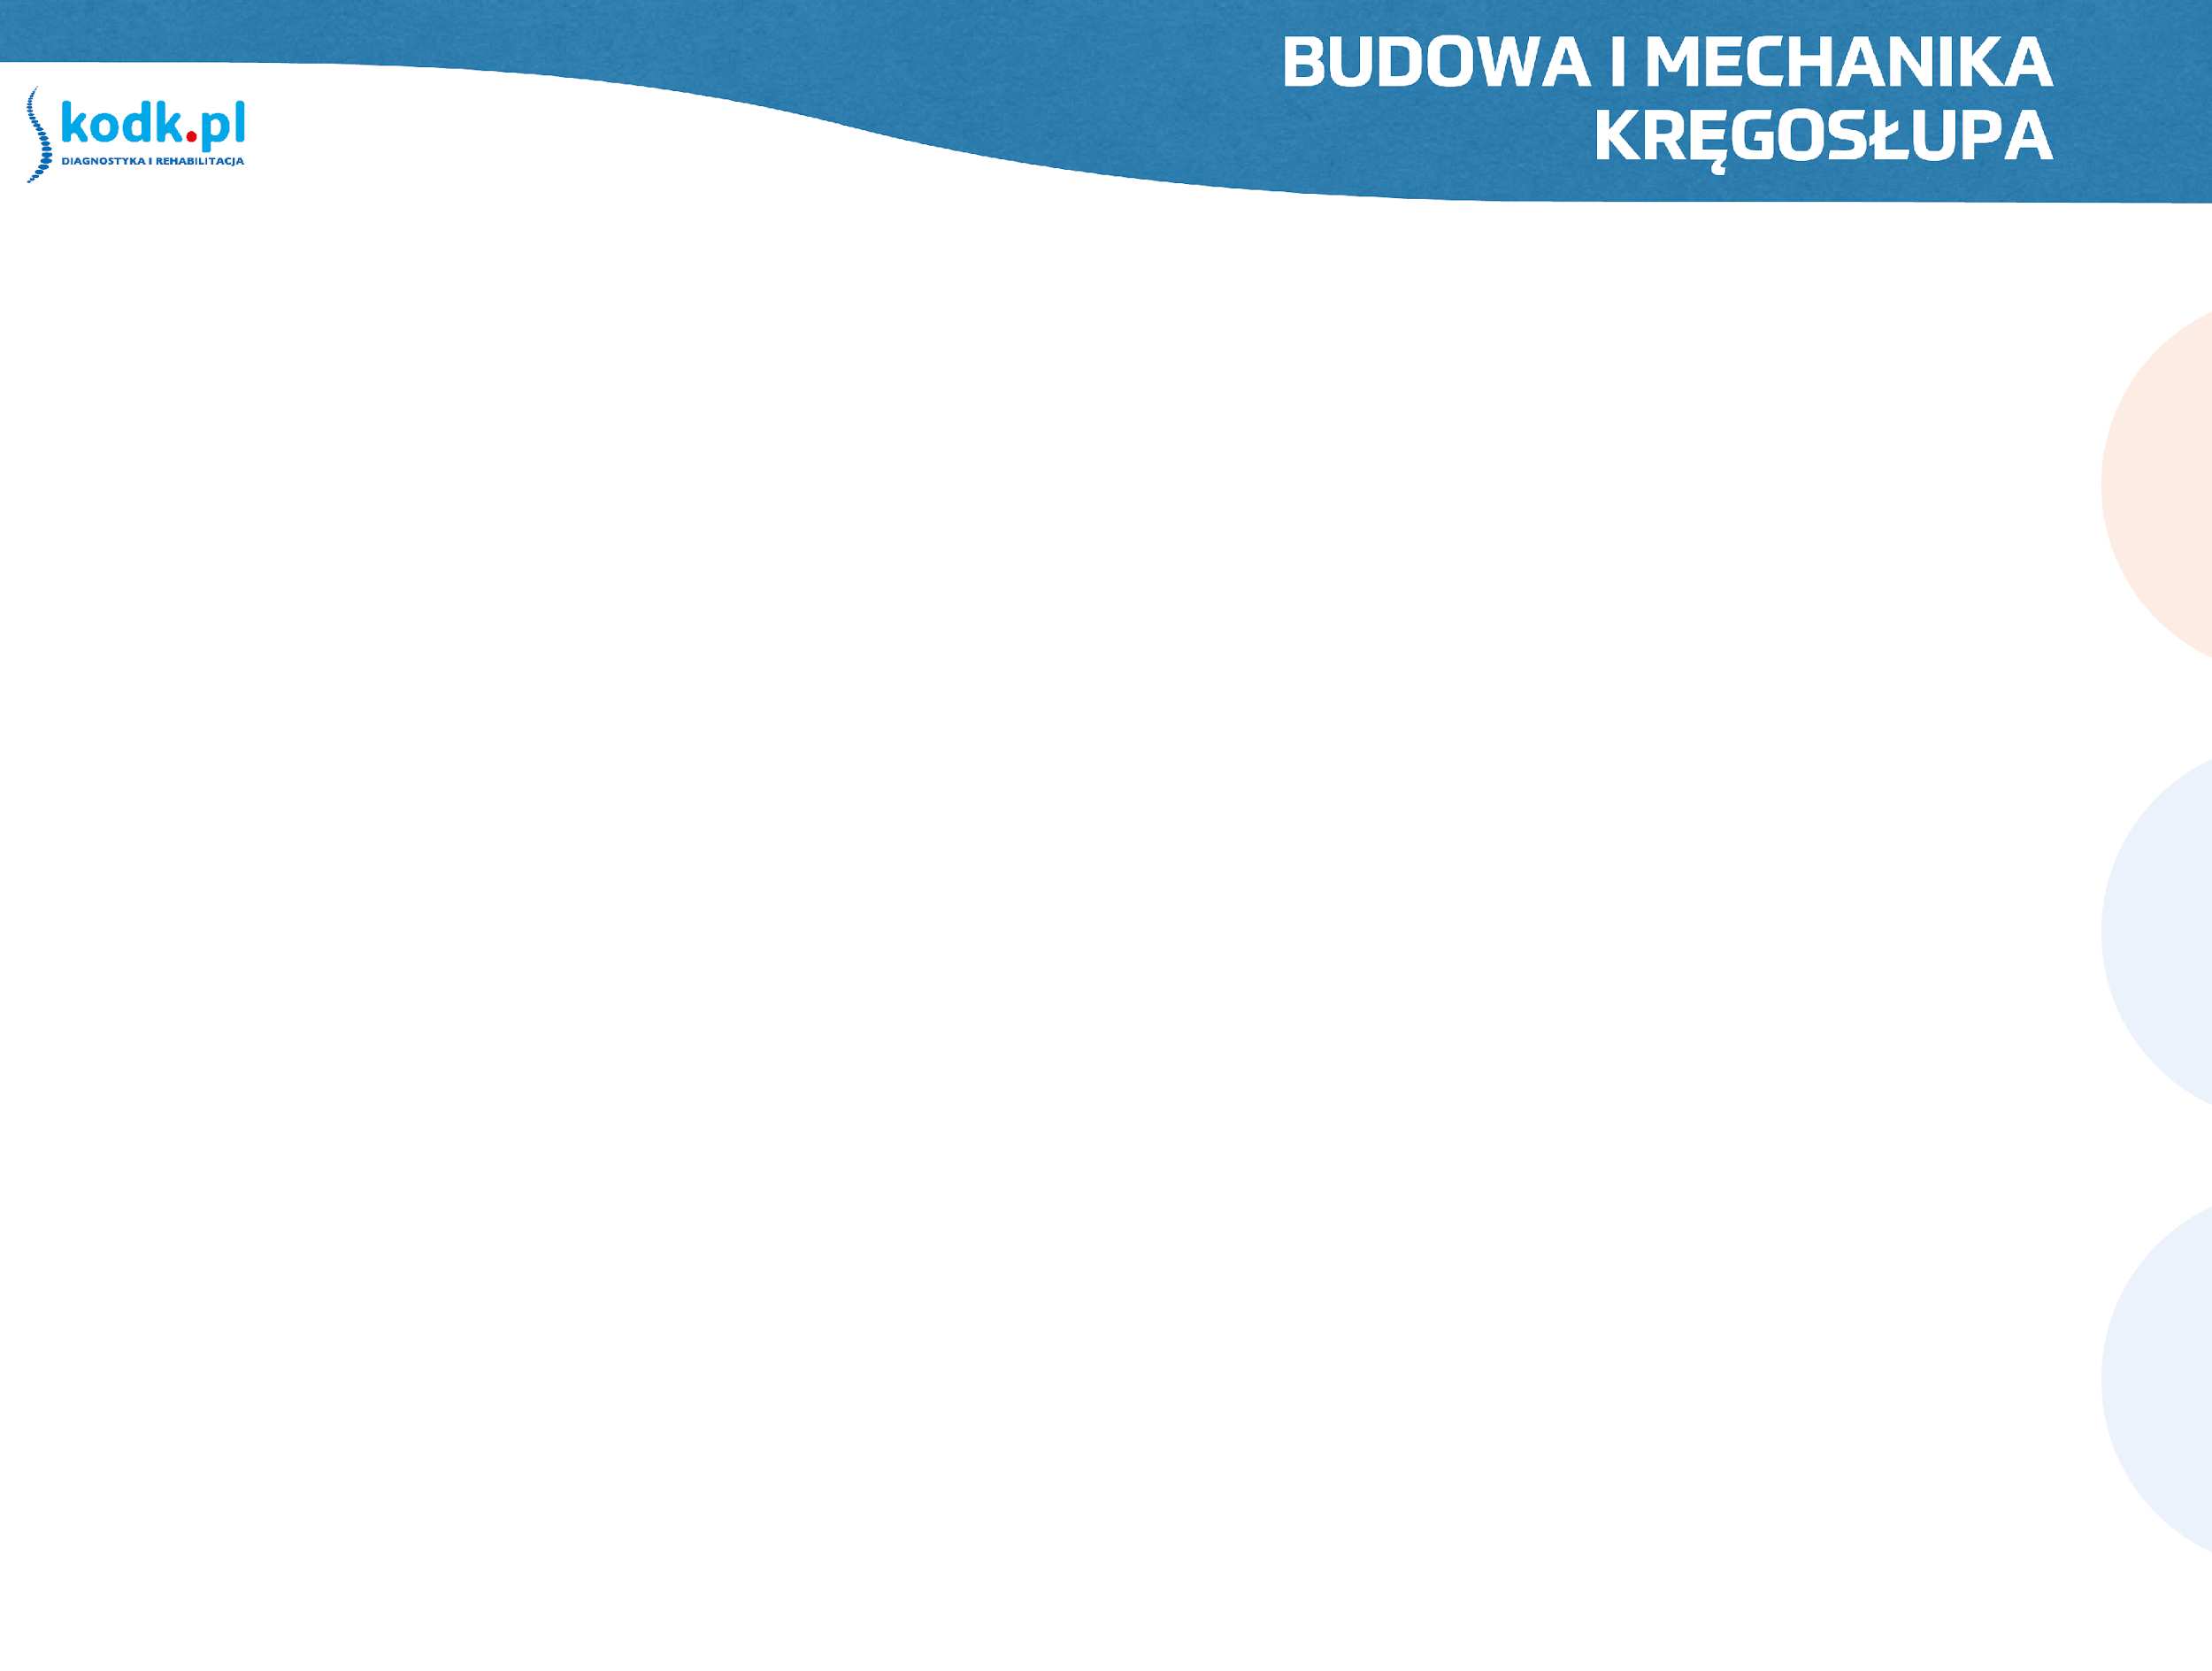 BUDOWA I MECHANIKA
KRĘGOSŁUPA
kodk.pl
DIAGNOSTYKA I REHABILITACJA